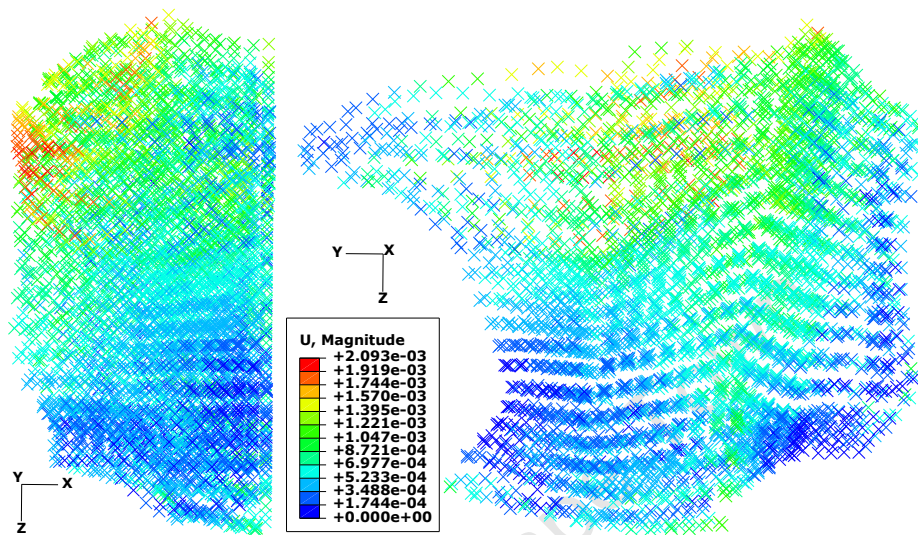 Y X
Z
U, Magnitude
+2.093e-03
+1.919e-03
+1.744e-03
+1.570e-03
+1.395e-03
+1.221e-03
+1.047e-03
+8.721e-04
+6.977e-04
+5.233e-04
+3.488e-04
+1.744e-04
+0.000e+00
Y X
Z